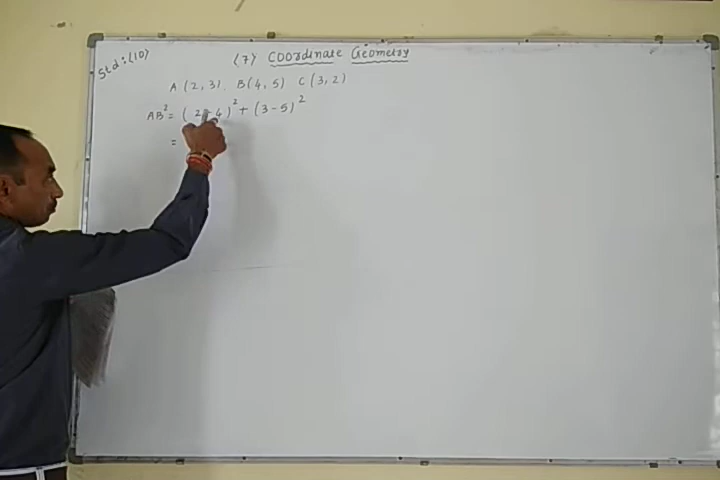 Std:(10)
(7) Coordinate Geometry
A (2, 3). B(4, 5) C (3, 2)
AB² = ( 2 - 4 )² + (3 - 5)²
=